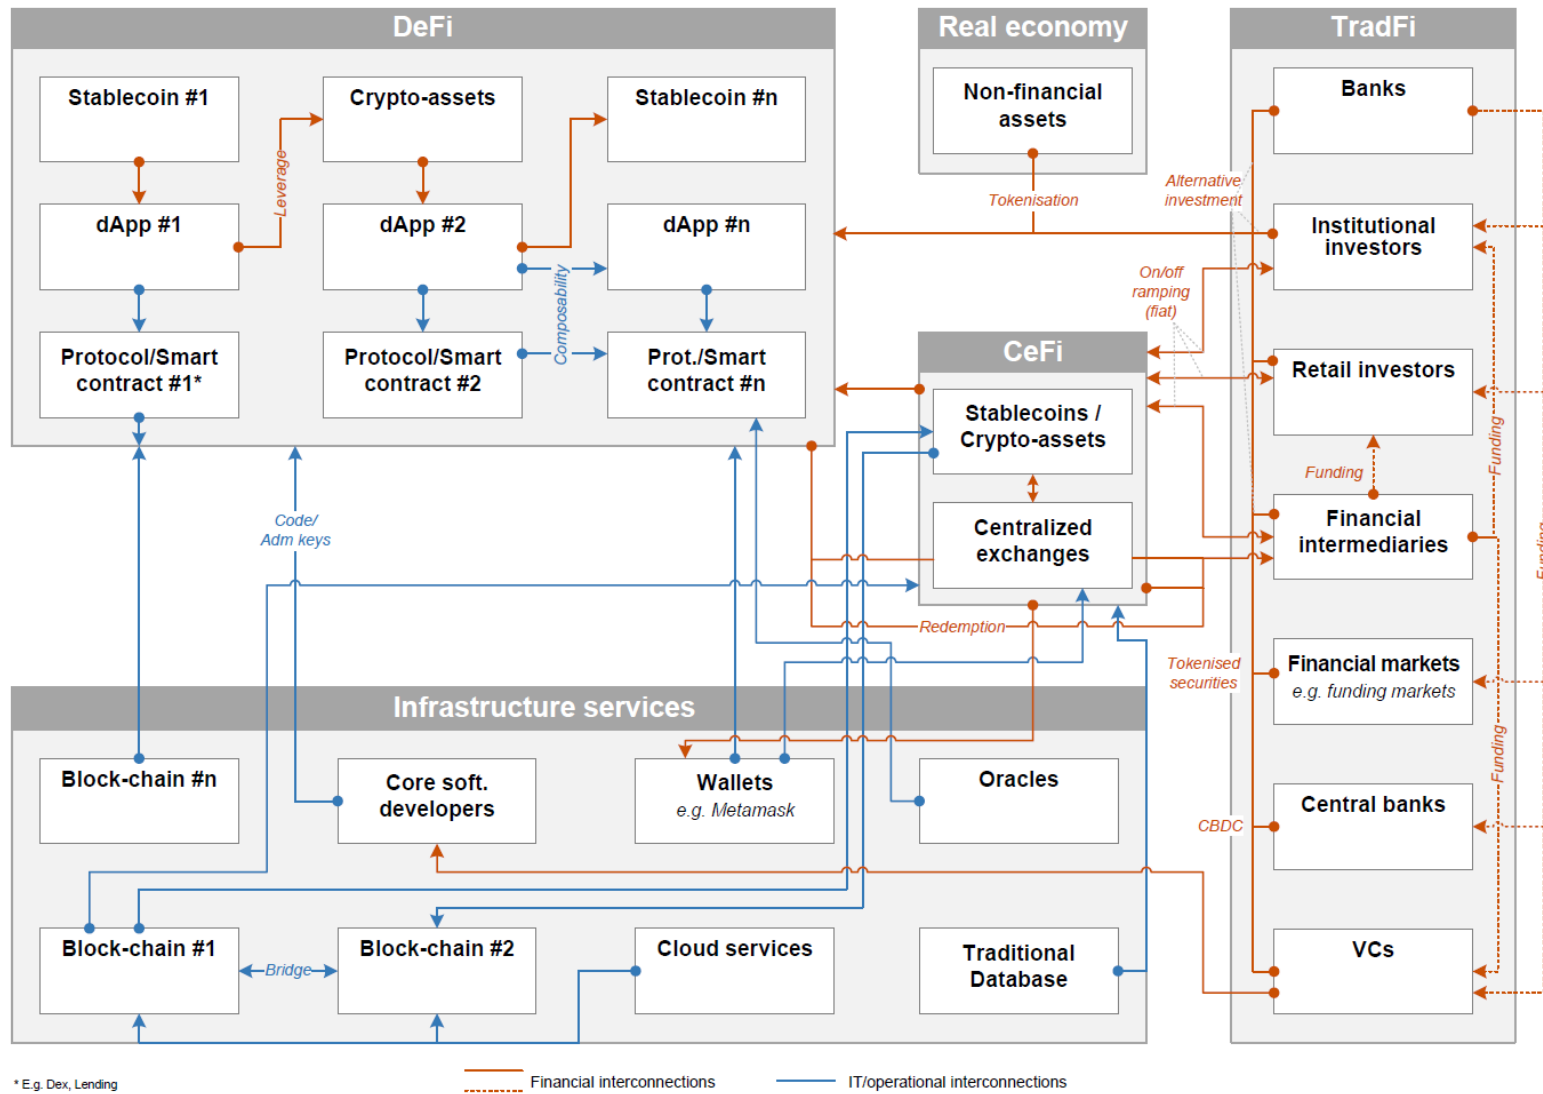 DeFi
Real economy
TradFi
Stablecoin #1
Crypto-assets
Stablecoin #n
Non-financial
assets
Banks
Leverage
Tokenisation
Alternative
investment
dApp #1
dApp #2
dApp #n
Institutional
investors
Composability
On/off
ramping
(fiat)
Protocol/Smart
contract #1*
Protocol/Smart
contract #2
Prot./Smart
contract #n
CeFi
Retail investors
Stablecoins /
Crypto-assets
Funding
Funding
Code/
Adm keys
Centralized
exchanges
Financial
intermediaries
Funding
Redemption
Tokenised
securities
Financial markets
e.g. funding markets
Infrastructure services
Funding
Block-chain #n
Core soft.
developers
Wallets
e.g. Metamask
Oracles
CBDC
Central banks
Block-chain #1
Bridge
Block-chain #2
Cloud services
Traditional
Database
VCs
* E.g. Dex, Lending
Financial interconnections
IT/operational interconnections